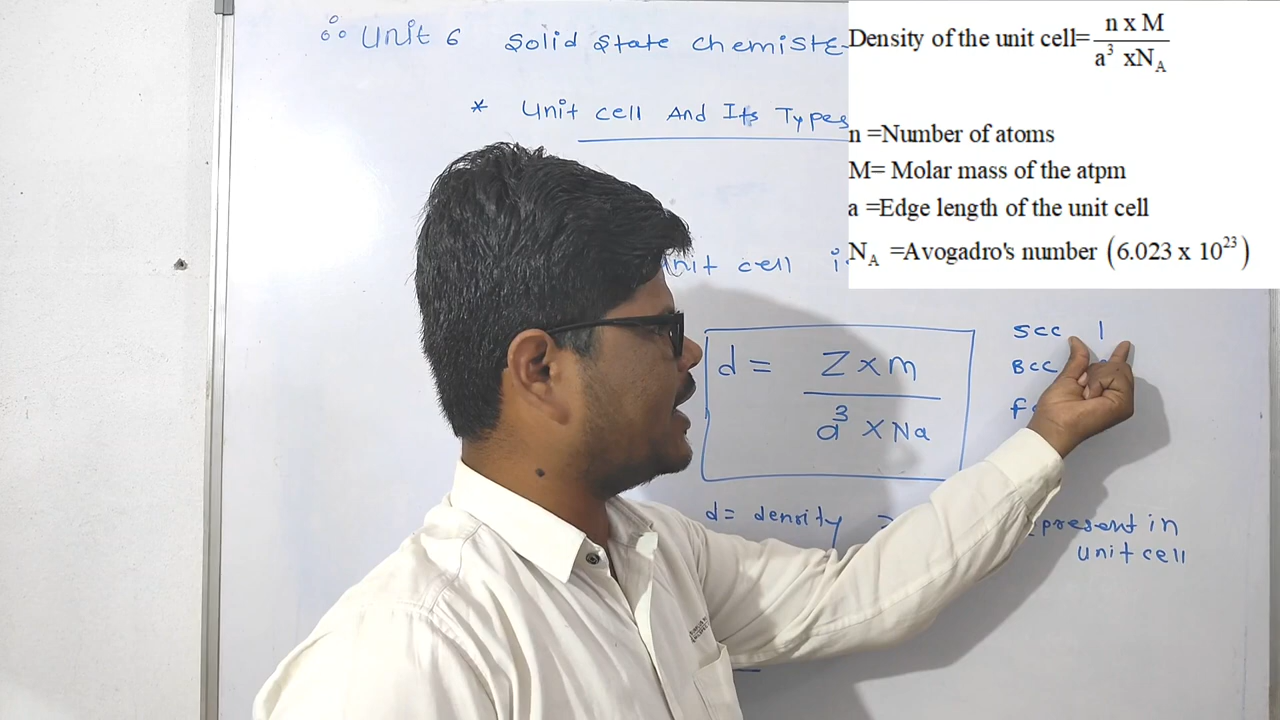 Unit 6 Solid State Chemiste
* Unit cell And Its Types
Density of the unit cell= n x M
a³ xN_A
n =Number of atoms
M= Molar mass of the atpm
a =Edge length of the unit cell
N_A =Avogadro's number (6.023 x 10²³)
unit cell
d = Z x m
a³ x Na
SCC 1
BCC
d= density
present in
unit cell